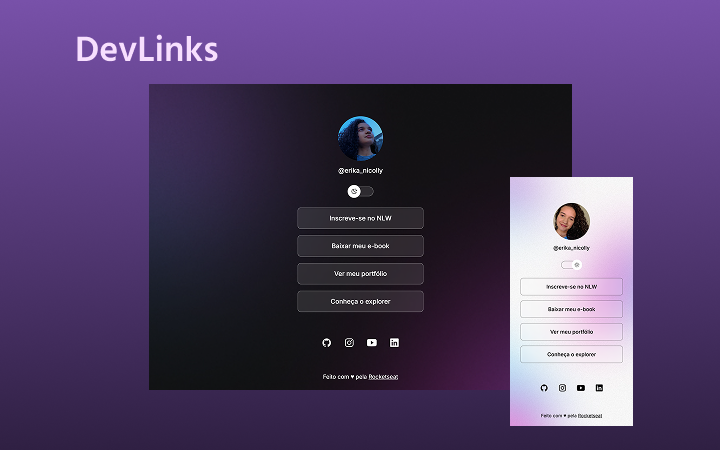 DevLinks
@erika_nicolly
Inscreve-se no NLW
Baixar meu e-book
Ver meu portfólio
Conheça o explorer
Feito com ♥ pela Rocketseat
@erika_nicolly
Inscreve-se no NLW
Baixar meu e-book
Ver meu portfólio
Conheça o explorer
Feito com ♥ pela Rocketseat